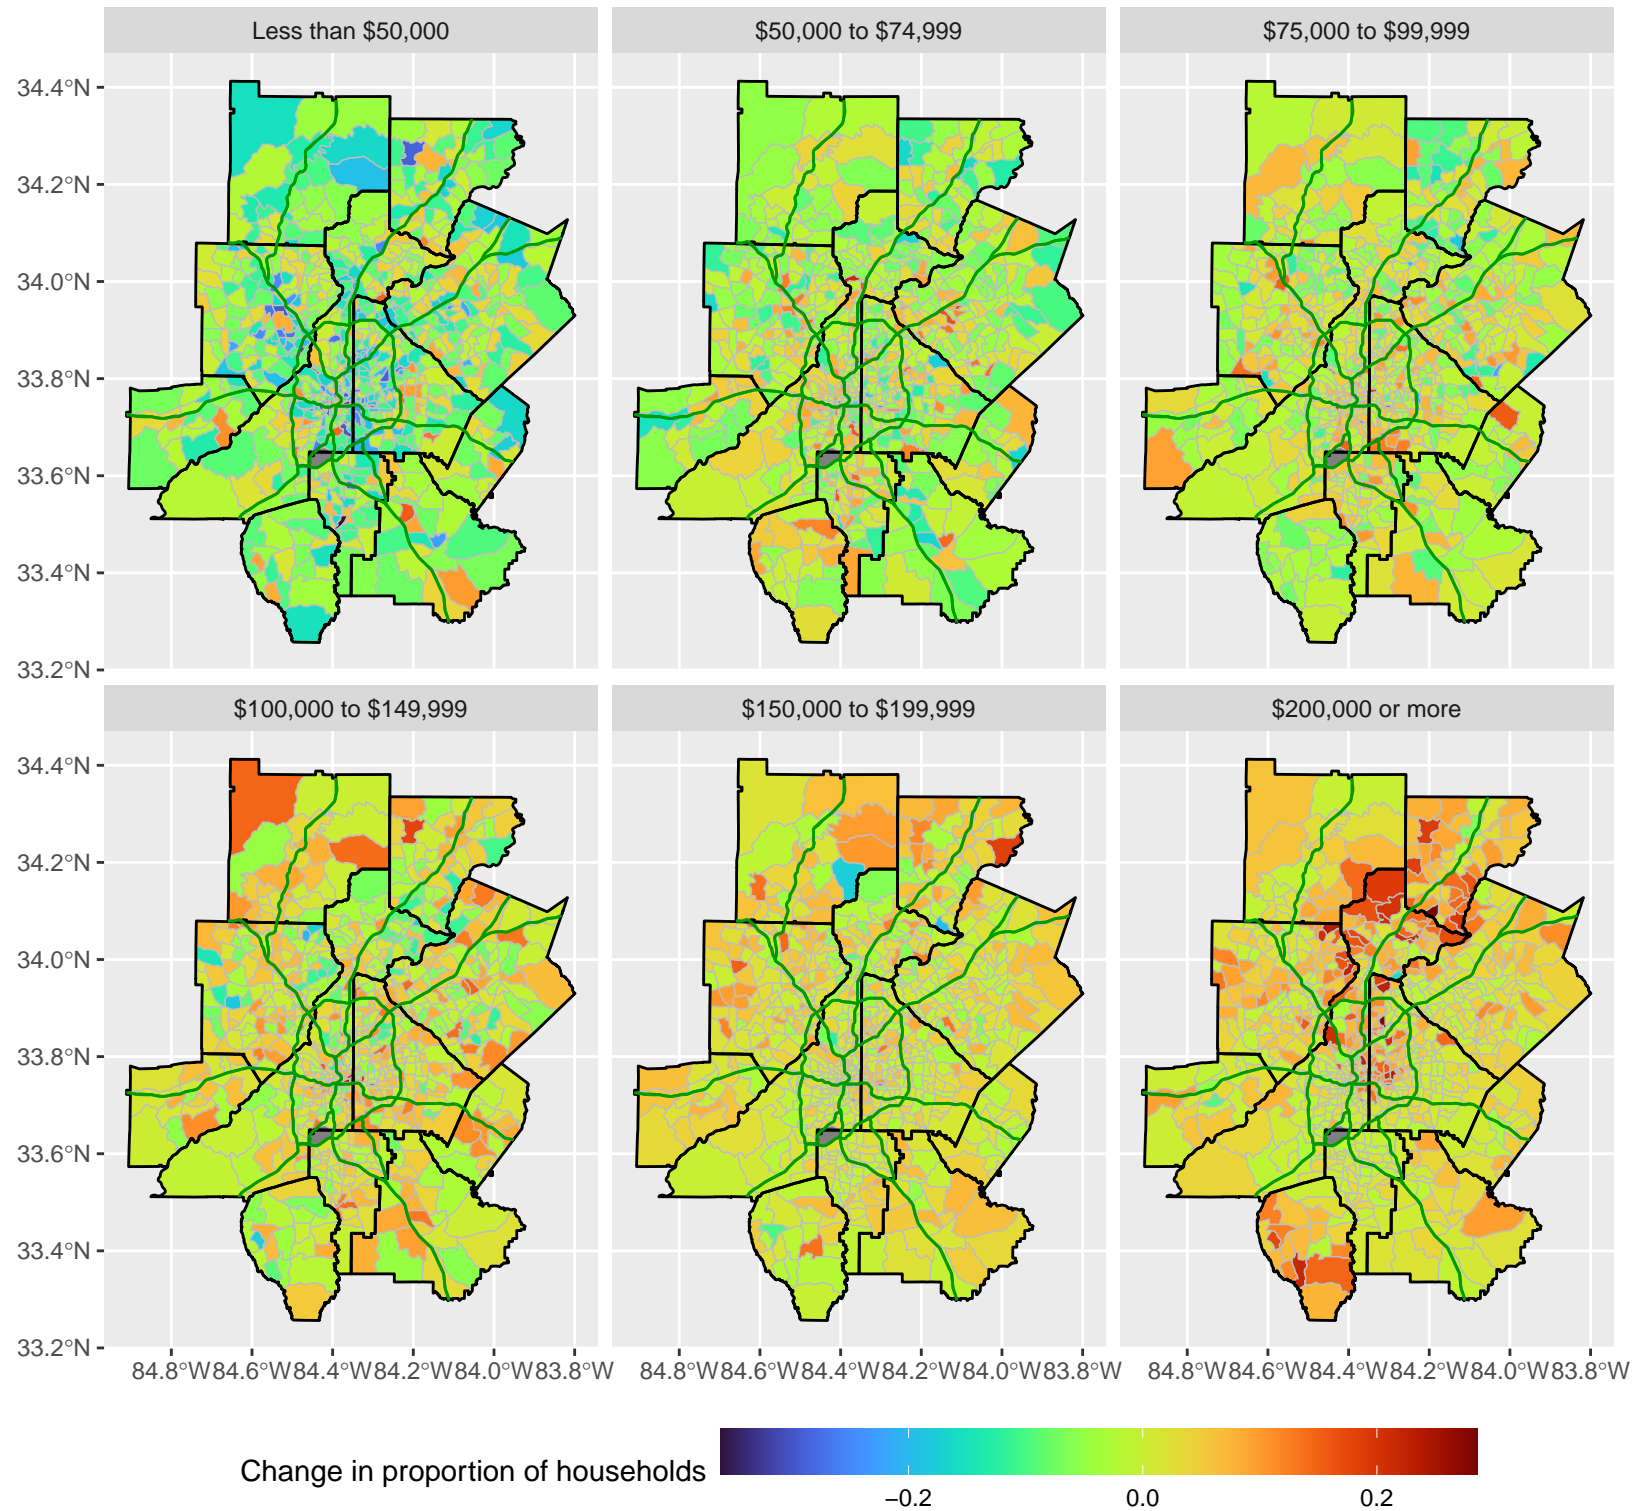 Less than $50,000
$50,000 to $74,999
$75,000 to $99,999
34.4°N
34.2°N
34.0°N
33.8°N
33.6°N
33.4°N
33.2°N
$100,000 to $149,999
$150,000 to $199,999
$200,000 or more
34.4°N
34.2°N
34.0°N
33.8°N
33.6°N
33.4°N
33.2°N
84.8°W84.6°W84.4°W84.2°W84.0°W83.8°W
84.8°W84.6°W84.4°W84.2°W84.0°W83.8°W
84.8°W84.6°W84.4°W84.2°W84.0°W83.8°W
Change in proportion of households
−0.2
0.0
0.2